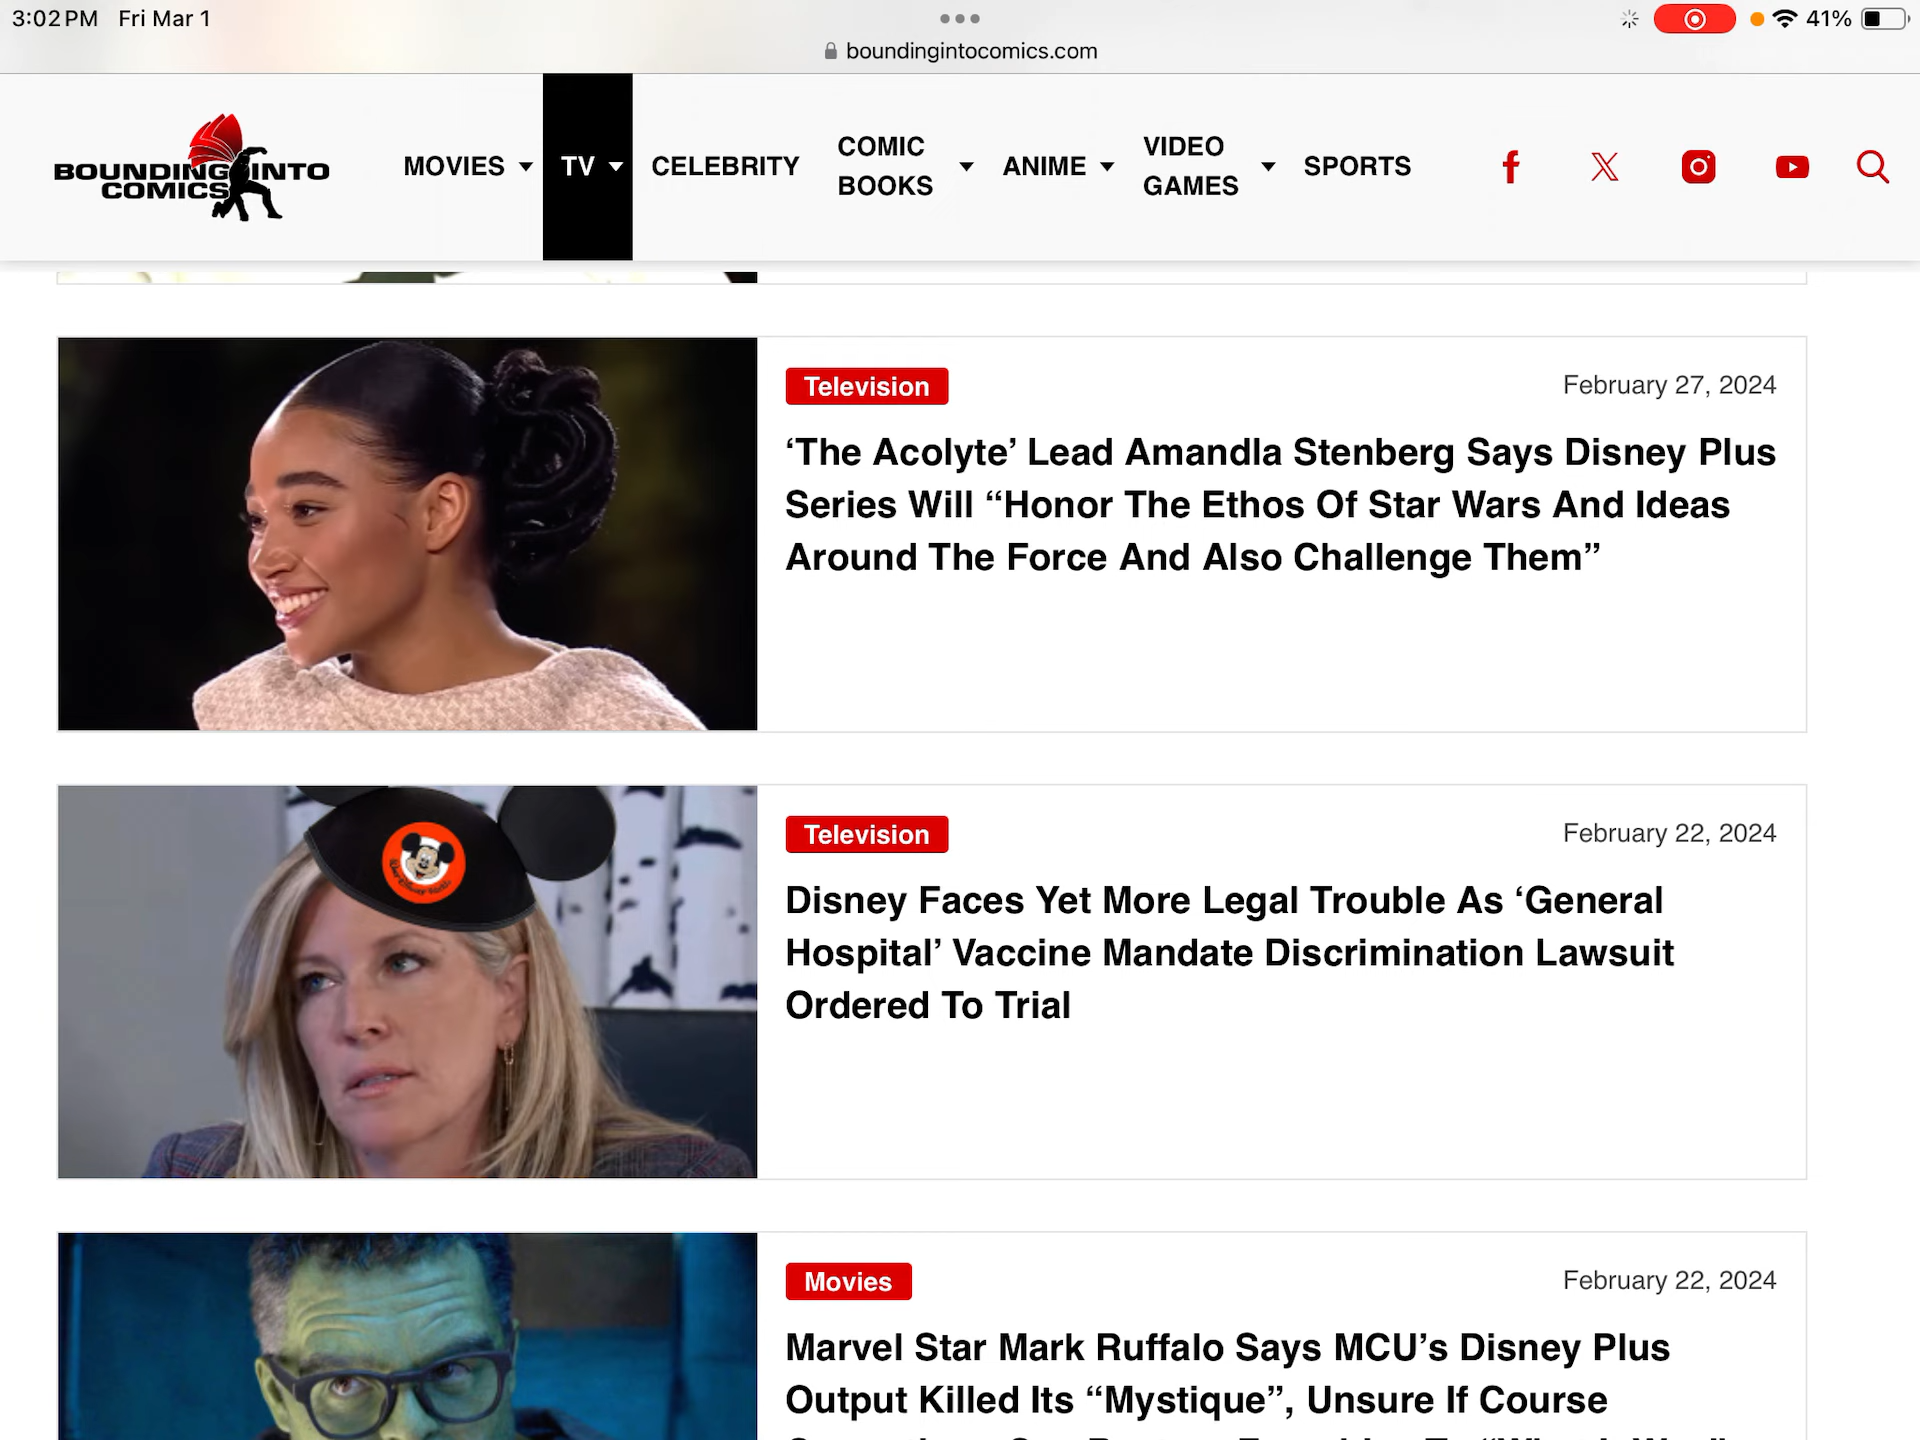 3:02 PM Fri Mar 1
41%
boundingintocomics.com
BOUNDING INTO
COMICS
MOVIES
TV
CELEBRITY
COMIC
BOOKS
ANIME
VIDEO
GAMES
SPORTS
Television
February 27, 2024
‘The Acolyte’ Lead Amandla Stenberg Says Disney Plus
Series Will “Honor The Ethos Of Star Wars And Ideas
Around The Force And Also Challenge Them”
Television
February 22, 2024
Disney Faces Yet More Legal Trouble As ‘General
Hospital’ Vaccine Mandate Discrimination Lawsuit
Ordered To Trial
Movies
February 22, 2024
Marvel Star Mark Ruffalo Says MCU’s Disney Plus
Output Killed Its “Mystique”, Unsure If Course